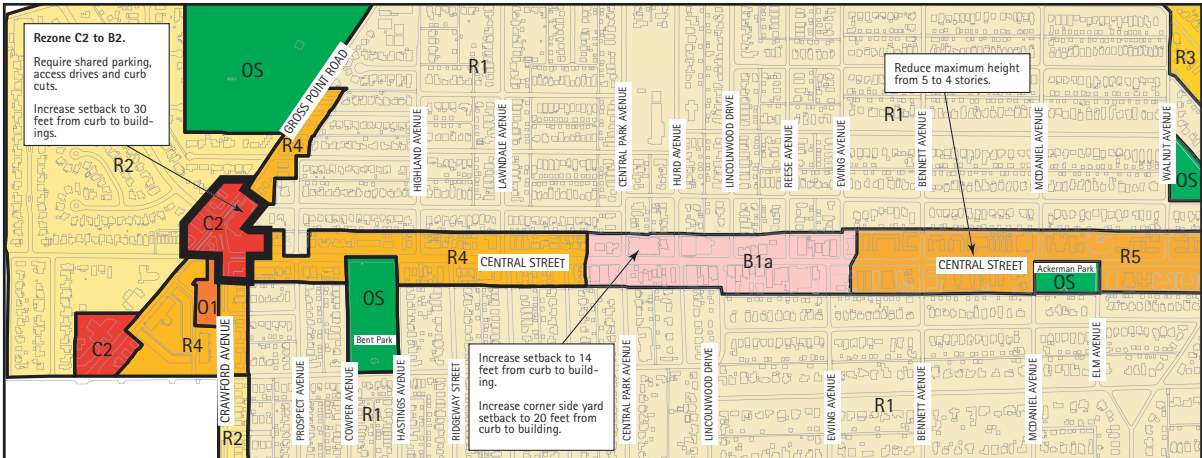 Rezone C2 to B2.
Require shared parking,
access drives and curb
cuts.
Increase setback to 30
feet from curb to build-
ings.
OS
GROSS POINT ROAD
R1
Reduce maximum height
from 5 to 4 stories.
R3
R2
R4
R1
HIGHLAND AVENUE
LAWNDALE AVENUE
CENTRAL PARK AVENUE
HURD AVENUE
LINCOLNWOOD DRIVE
REESE AVENUE
EWING AVENUE
BENNETT AVENUE
MCDANIEL AVENUE
WALNUT AVENUE
OS
C2
R4
CENTRAL STREET
B1a
CENTRAL STREET
R5
Ackerman Park
OS
O1
OS
Bent Park
C2
R4
CRAWFORD AVENUE
R2
PROSPECT AVENUE
COWPER AVENUE
R1
HASTINGS AVENUE
RIDGEWAY STREET
Increase setback to 14
feet from curb to build-
ing.
Increase corner side yard
setback to 20 feet from
curb to building.
CENTRAL PARK AVENUE
LINCOLNWOOD DRIVE
EWING AVENUE
R1
BENNETT AVENUE
MCDANIEL AVENUE
ELM AVENUE